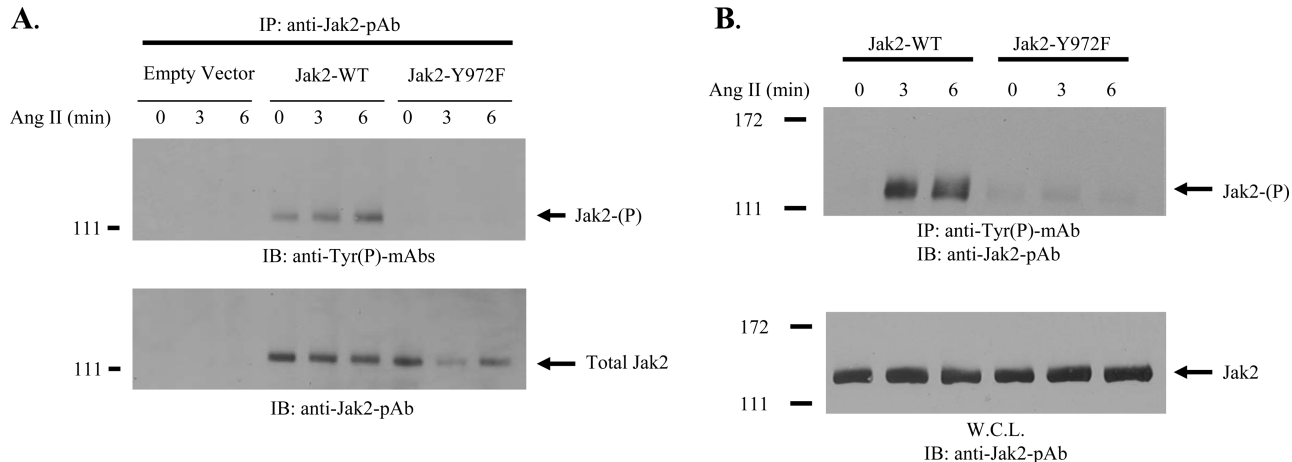 A.
IP: anti-Jak2-pAb
Empty Vector Jak2-WT Jak2-Y972F
Ang II (min) 0 3 6 0 3 6 0 3 6
111
Jak2-(P)
IB: anti-Tyr(P)-mAbs
111
Total Jak2
IB: anti-Jak2-pAb
B.
Jak2-WT Jak2-Y972F
Ang II (min) 0 3 6 0 3 6
172
Jak2-(P)
111
IP: anti-Tyr(P)-mAb
IB: anti-Jak2-pAb
172
Jak2
111
W.C.L.
IB: anti-Jak2-pAb